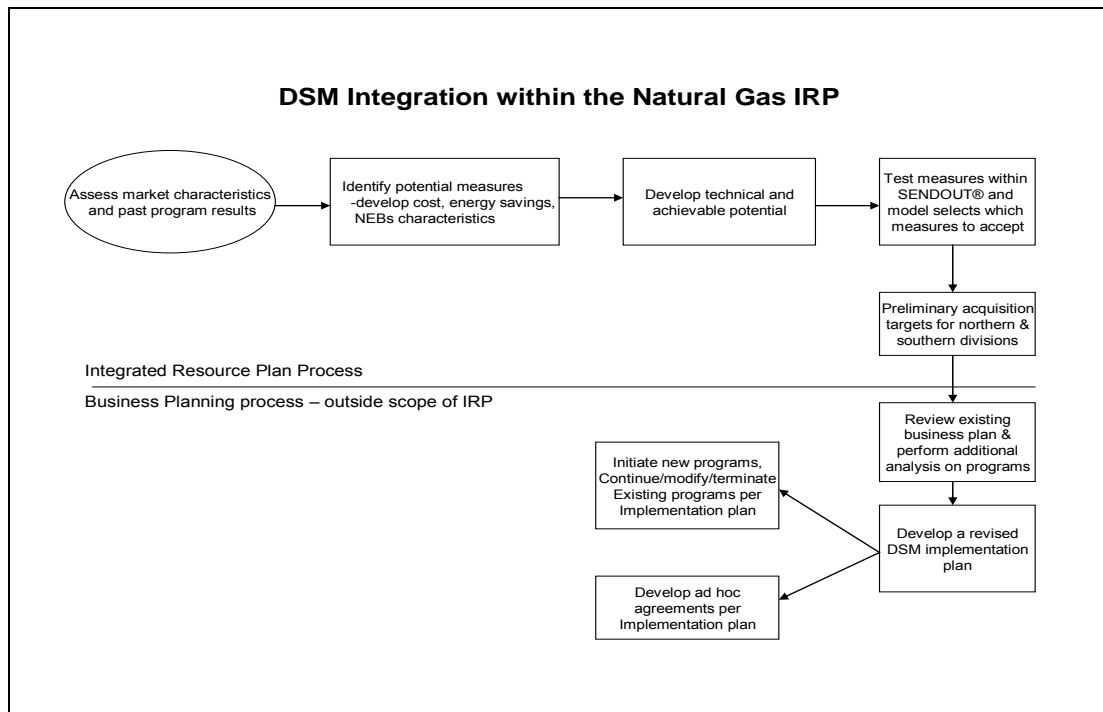 DSM Integration within the Natural Gas IRP
Assess market characteristics
and past program results
Identify potential measures
-develop cost, energy savings,
NEBs characteristics
Develop technical and
achievable potential
Test measures within
SENDOUT® and
model selects which
measures to accept
Preliminary acquisition
targets for northern &
southern divisions
Integrated Resource Plan Process
Business Planning process – outside scope of IRP
Review existing
business plan &
perform additional
analysis on programs
Initiate new programs,
Continue/modify/terminate
Existing programs per
Implementation plan
Develop a revised
DSM implementation
plan
Develop ad hoc
agreements per
Implementation plan